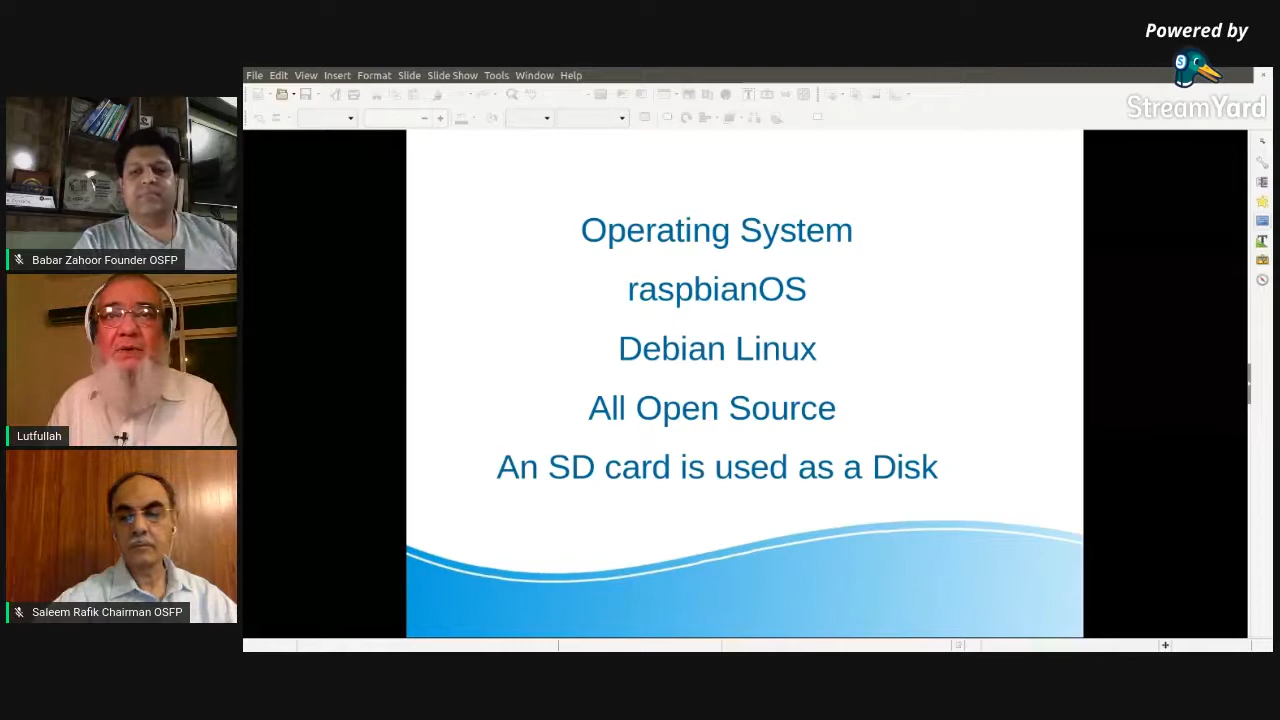 Powered by
StreamYard
File Edit View Insert Format Slide Slide Show Tools Window Help
Operating System
raspbianOS
Debian Linux
All Open Source
An SD card is used as a Disk
Babar Zahoor Founder OSFP
Lutfullah
Saleem Rafik Chairman OSFP